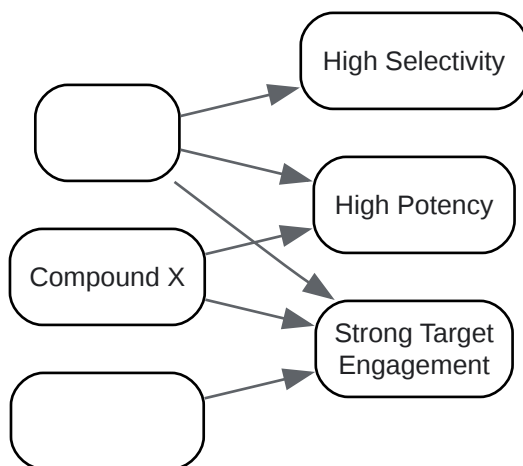 High Selectivity
High Potency
Compound X
Strong Target
Engagement